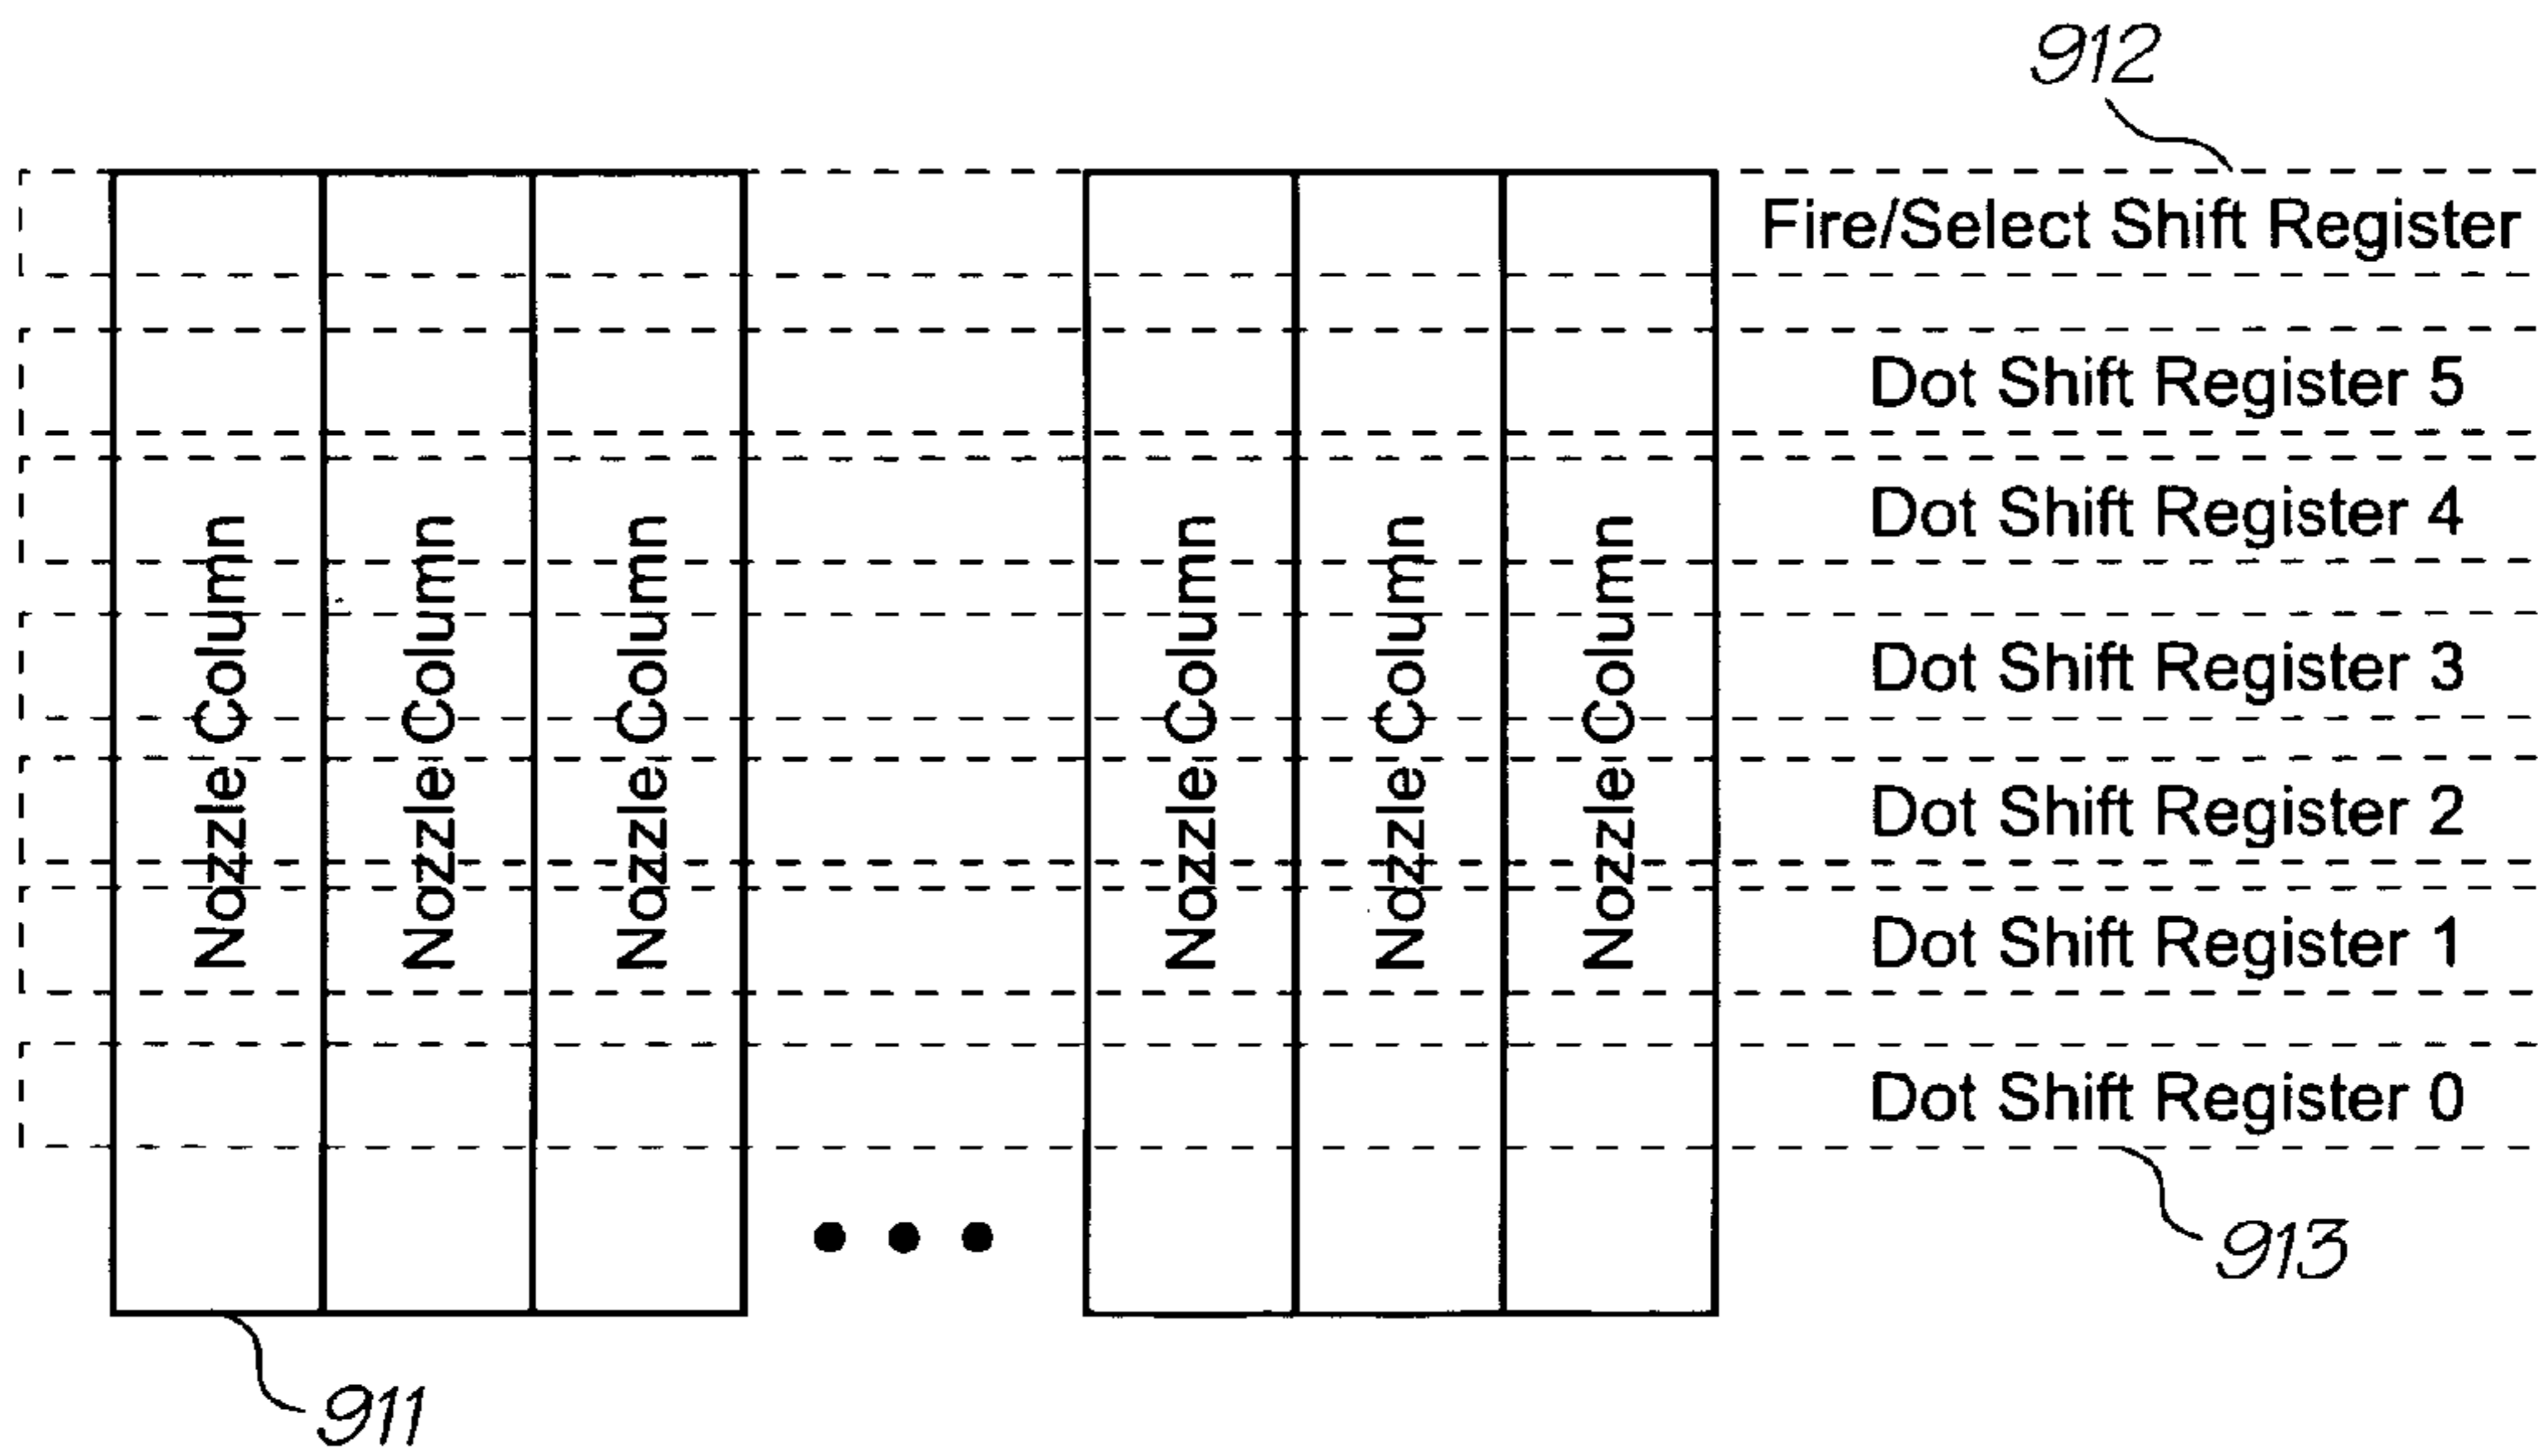 912
Fire/Select Shift Register
Dot Shift Register 5
Dot Shift Register 4
Nozzle Column
Nozzle Column
Nozzle Column
Nozzle Column
Nozzle Column
Nozzle Column
Dot Shift Register 3
Dot Shift Register 2
Dot Shift Register 1
Dot Shift Register 0
913
911